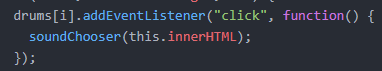 drums[i].addEventListener("click", function() {
soundChooser(this.innerHTML);
});